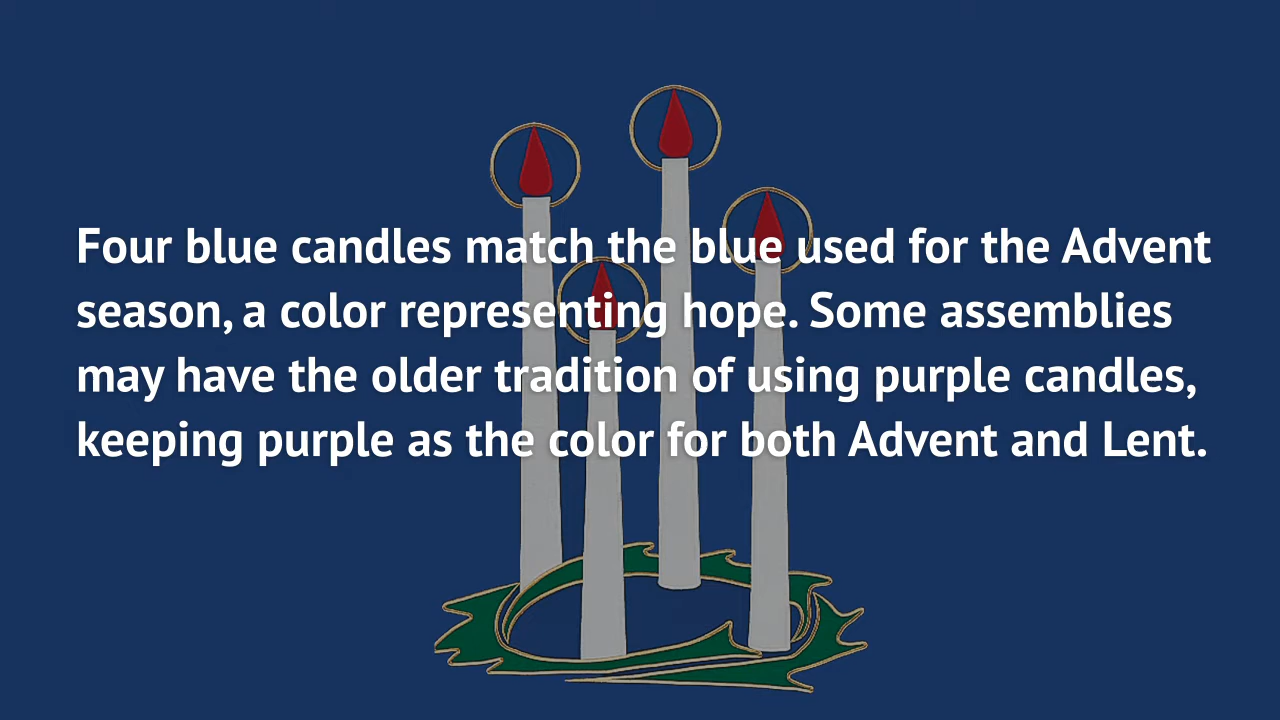 Four blue candles match the blue used for the Advent
season, a color representing hope. Some assemblies
may have the older tradition of using purple candles,
keeping purple as the color for both Advent and Lent.